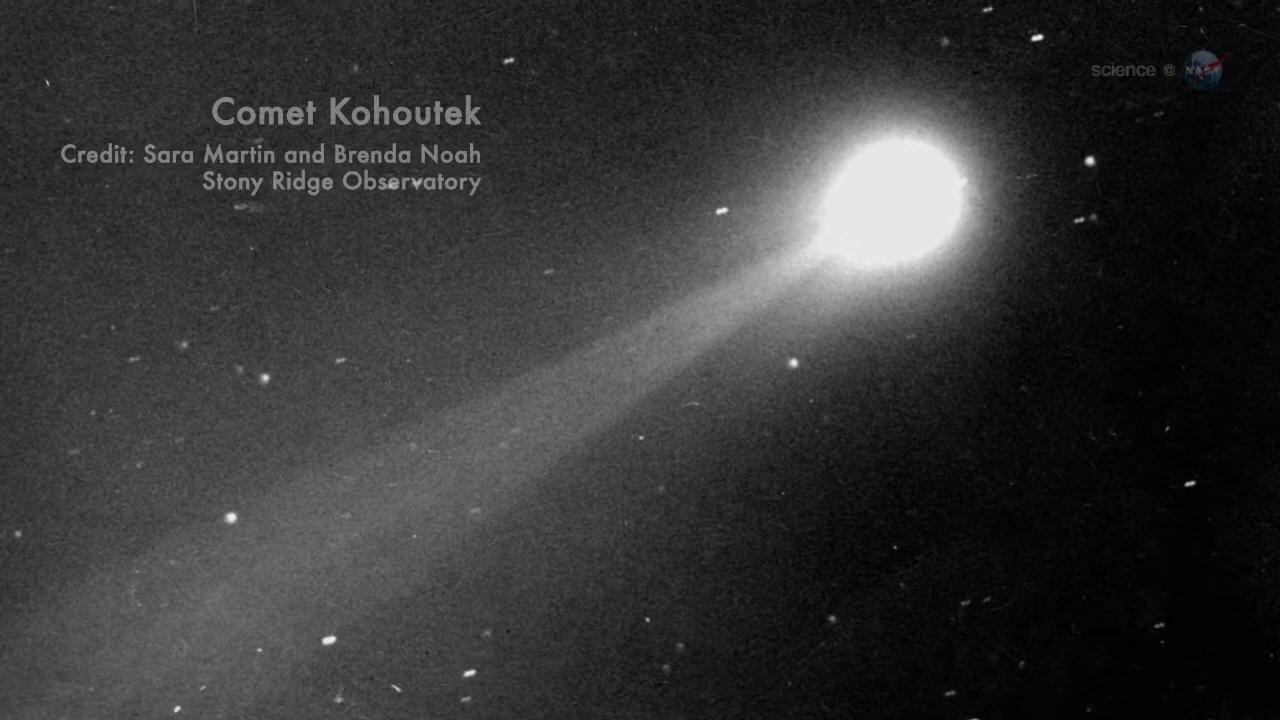 Comet Kohoutek
Credit: Sara Martin and Brenda Noah
Stony Ridge Observatory
science @ NASA